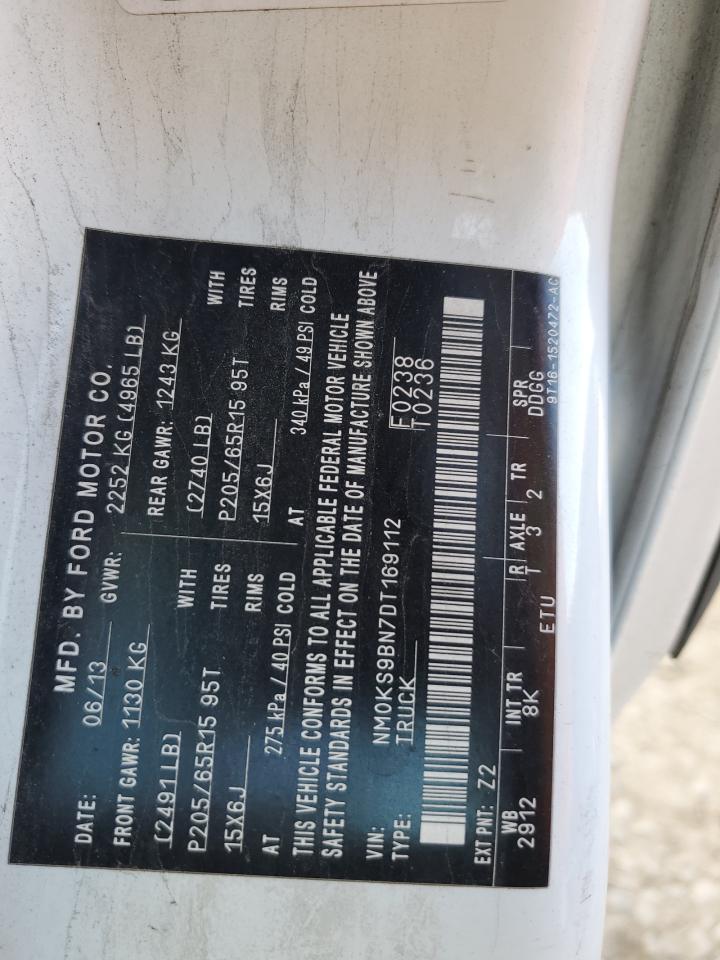 MFD. BY FORD MOTOR CO.
DATE: 06/13 GVWR: 2252 KG (4965 LB)
FRONT GAWR: 1130 KG REAR GAWR: 1243 KG
(2491 LB) WITH (2740 LB) WITH
P205/65R15 95T TIRES P205/65R15 95T TIRES
15X6J RIMS 15X6J RIMS
AT 275 kPa / 40 PSI COLD AT 340 kPa / 49 PSI COLD
THIS VEHICLE CONFORMS TO ALL APPLICABLE FEDERAL MOTOR VEHICLE
SAFETY STANDARDS IN EFFECT ON THE DATE OF MANUFACTURE SHOWN ABOVE
VIN: NM0KS9BN7DT169112 F0238
TYPE: TRUCK T0236
EXT PNT: Z2
WB INT TR R AXLE TR SPR
2912 8K T 3 2 DDGG
ETU 9T16-1520472-AC